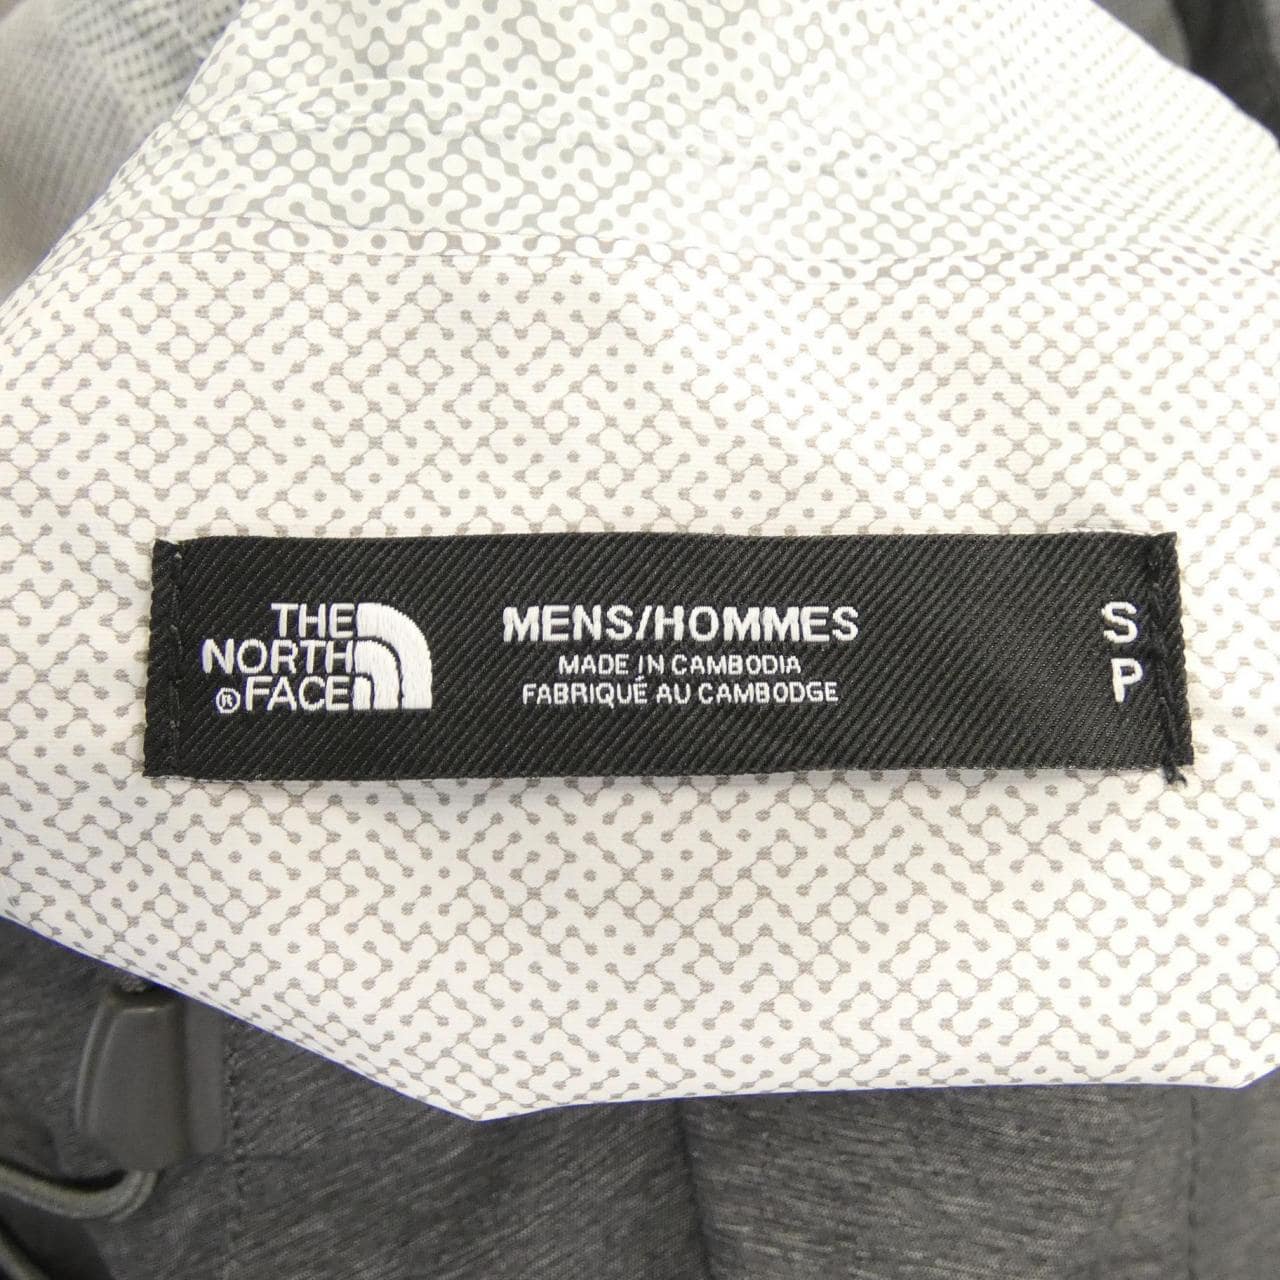 THE
NORTH
® FACE
MENS/HOMMES
MADE IN CAMBODIA
FABRIQUÉ AU CAMBODGE
S
P